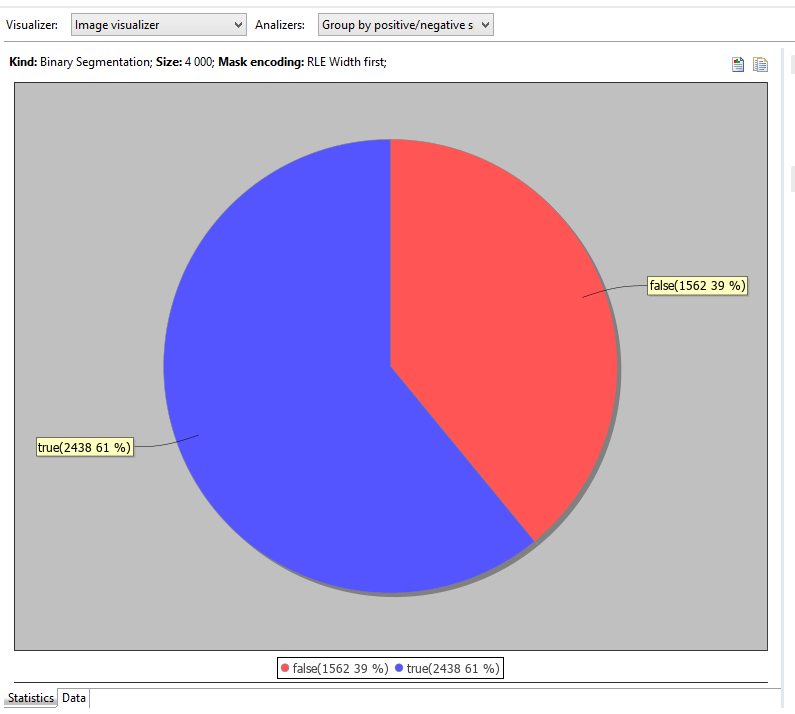 Visualizer: Image visualizer Analizers: Group by positive/negative s
Kind: Binary Segmentation; Size: 4 000; Mask encoding: RLE Width first;
false(1562 39 %)
true(2438 61 %)
false(1562 39 %) true(2438 61 %)
Statistics Data